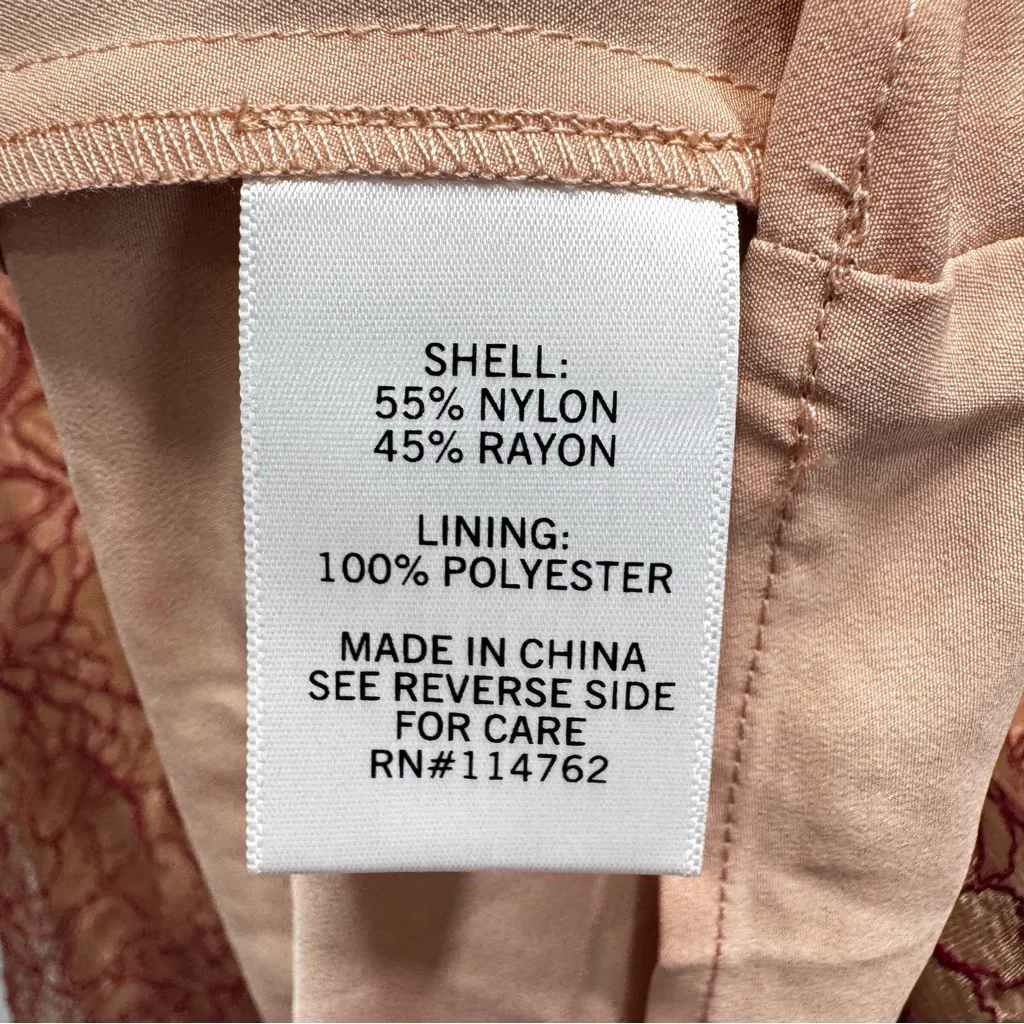 SHELL:
55% NYLON
45% RAYON
LINING:
100% POLYESTER
MADE IN CHINA
SEE REVERSE SIDE
FOR CARE
RN#114762